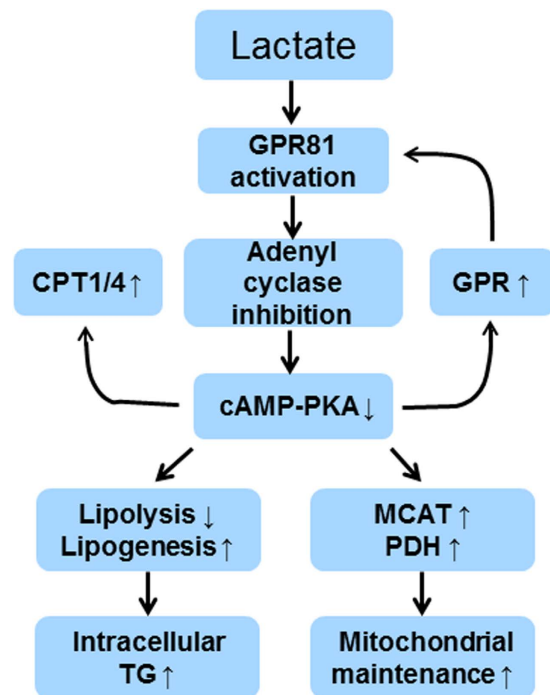 Lactate
GPR81
activation
Adenyl
cyclase
inhibition
CPT1/4↑
GPR ↑
cAMP-PKA↓
Lipolysis ↓
Lipogenesis ↑
MCAT ↑
PDH ↑
Intracellular
TG ↑
Mitochondrial
maintenance ↑